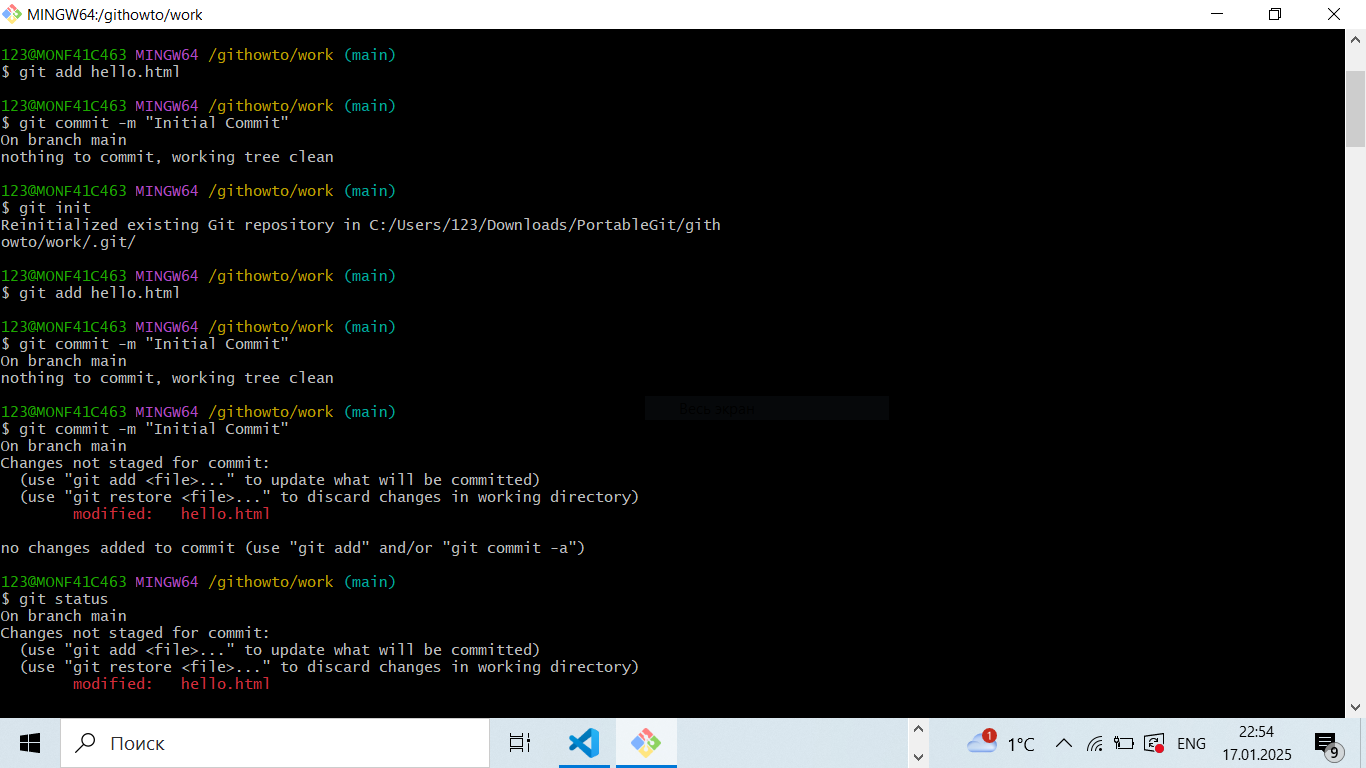 MINGW64:/githowto/work
123@MONF41C463 MINGW64 /githowto/work (main)
$ git add hello.html
123@MONF41C463 MINGW64 /githowto/work (main)
$ git commit -m "Initial Commit"
On branch main
nothing to commit, working tree clean
123@MONF41C463 MINGW64 /githowto/work (main)
$ git init
Reinitialized existing Git repository in C:/Users/123/Downloads/PortableGit/gith
owto/work/.git/
123@MONF41C463 MINGW64 /githowto/work (main)
$ git add hello.html
123@MONF41C463 MINGW64 /githowto/work (main)
$ git commit -m "Initial Commit"
On branch main
nothing to commit, working tree clean
Весь экран
123@MONF41C463 MINGW64 /githowto/work (main)
$ git commit -m "Initial Commit"
On branch main
Changes not staged for commit:
  (use "git add <file>..." to update what will be committed)
  (use "git restore <file>..." to discard changes in working directory)
        modified:   hello.html
no changes added to commit (use "git add" and/or "git commit -a")
123@MONF41C463 MINGW64 /githowto/work (main)
$ git status
On branch main
Changes not staged for commit:
  (use "git add <file>..." to update what will be committed)
  (use "git restore <file>..." to discard changes in working directory)
        modified:   hello.html
Поиск
1
1°C
ENG
22:54
17.01.2025
9